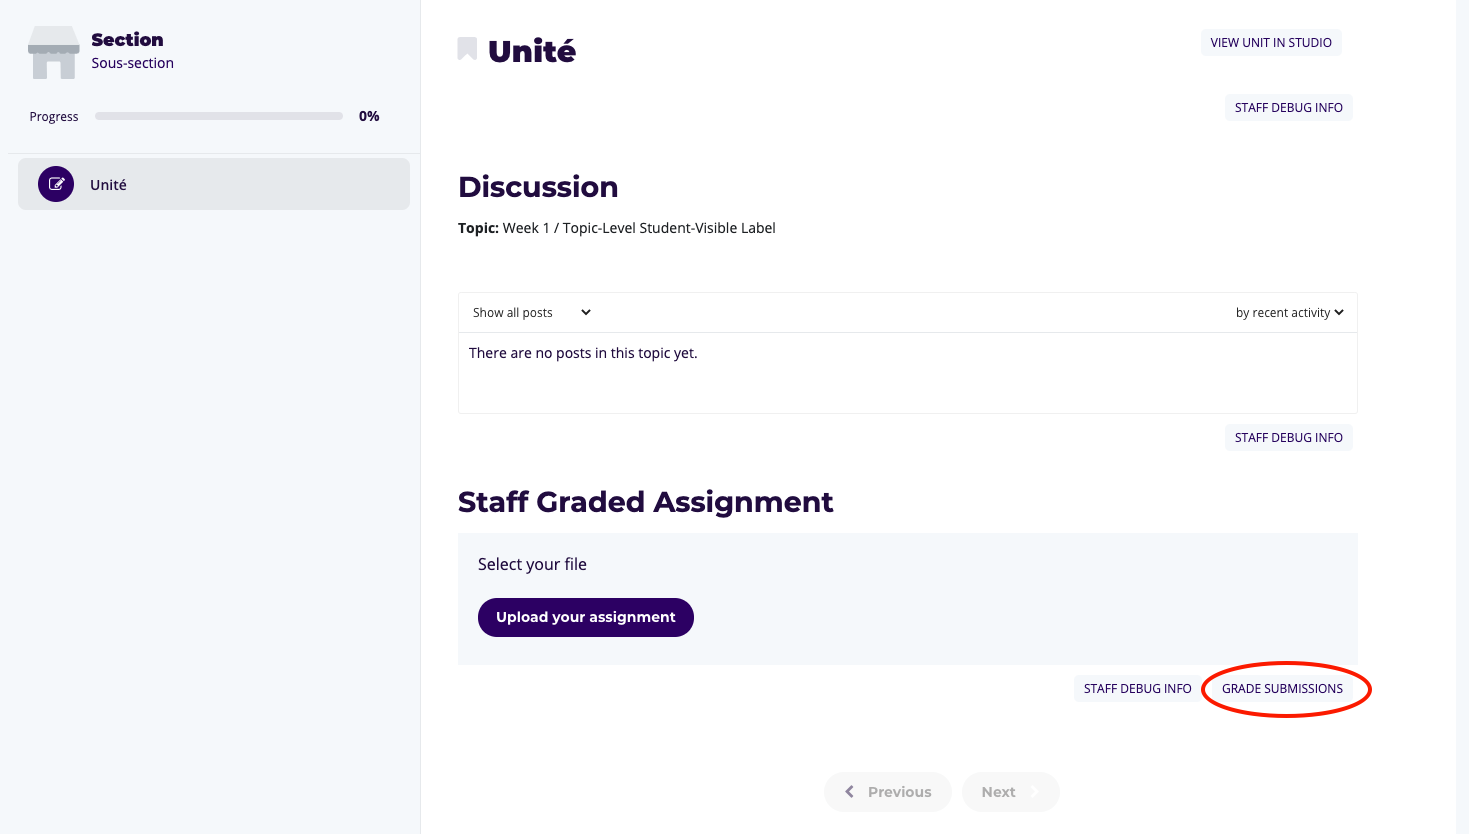 Section
Sous-section
Progress 0%
Unité
Unité
VIEW UNIT IN STUDIO
STAFF DEBUG INFO
Discussion
Topic: Week 1 / Topic-Level Student-Visible Label
Show all posts by recent activity
There are no posts in this topic yet.
STAFF DEBUG INFO
Staff Graded Assignment
Select your file
Upload your assignment
STAFF DEBUG INFO GRADE SUBMISSIONS
Previous Next